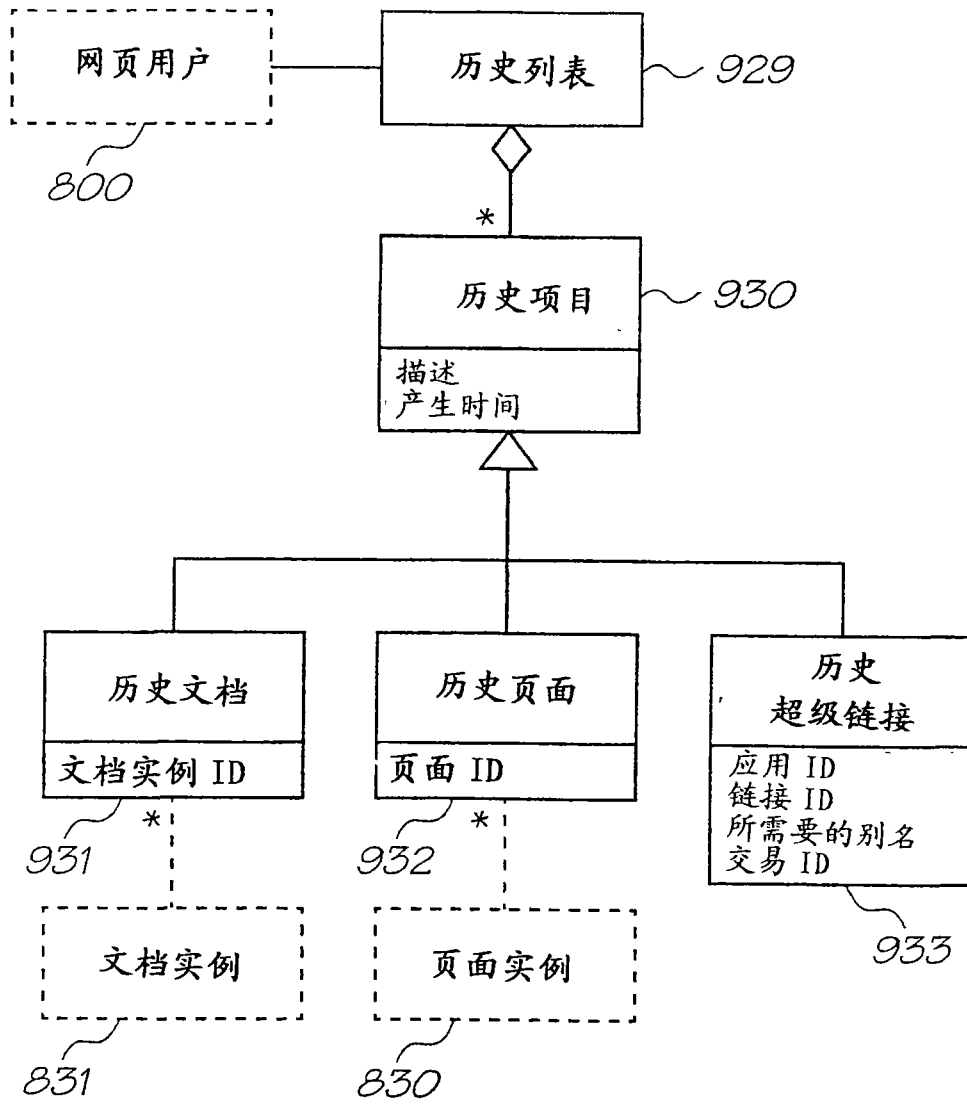 网页用户
历史列表
929
800
*
历史项目
930
描述
产生时间
历史文档
历史页面
历史
超级链接
文档实例 ID
页面 ID
应用 ID
链接 ID
所需要的别名
交易 ID
*
*
931
932
933
文档实例
页面实例
831
830